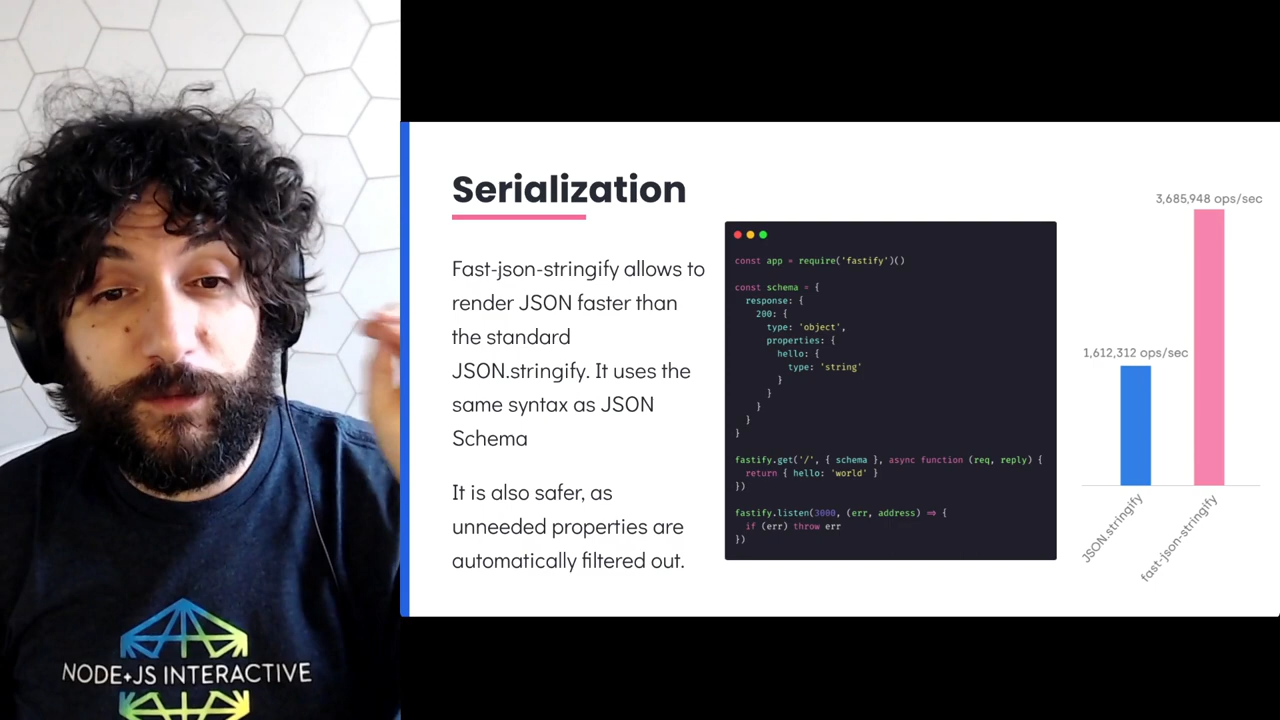 Serialization
Fast-json-stringify allows to
render JSON faster than
the standard
JSON.stringify. It uses the
same syntax as JSON
Schema
It is also safer, as
unneeded properties are
automatically filtered out.
const app = require('fastify')()
const schema = {
response: {
200: {
type: 'object',
properties: {
hello: {
type: 'string'
}
}
}
}
}
fastify.get('/', { schema }, async function (req, reply) {
return { hello: 'world' }
})
fastify.listen(3000, (err, address) => {
if (err) throw err
})
3,685,948 ops/sec
1,612,312 ops/sec
JSON.stringify
fast-json-stringify
NODE+JS INTERACTIVE